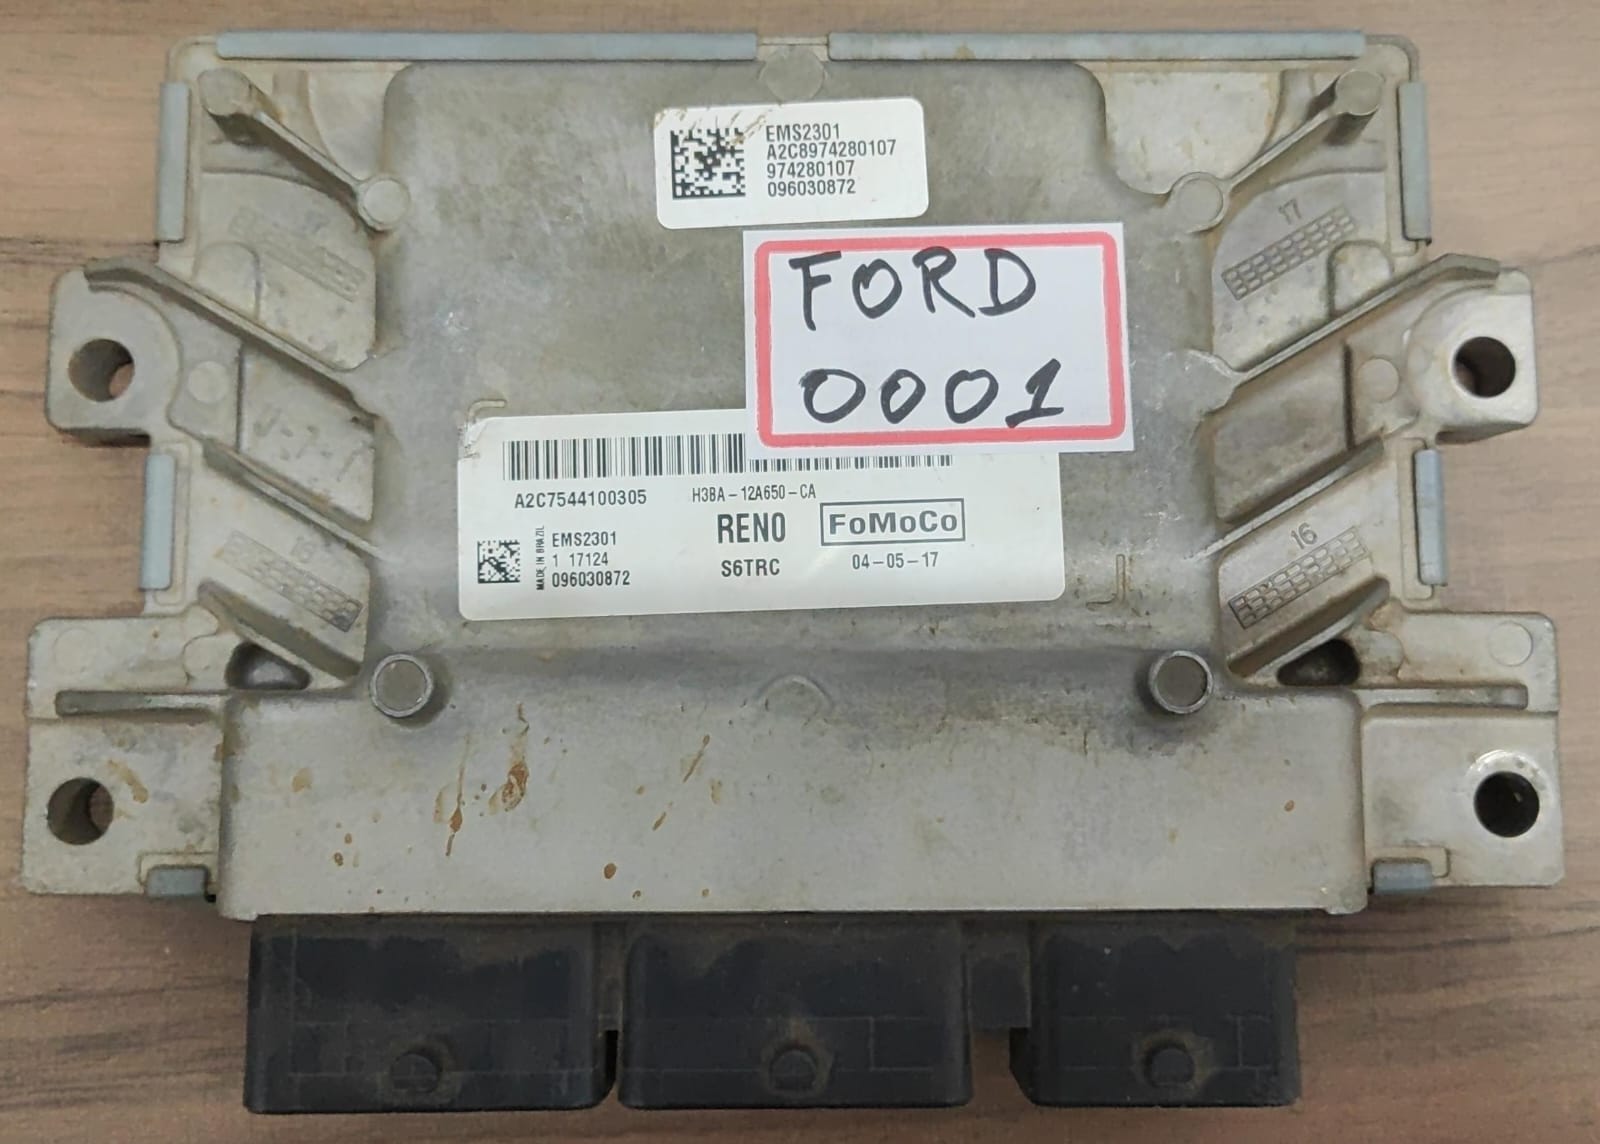 EMS2301
A2C8974280107
974280107
096030872
FORD
0001
17
A2C7544100305
H3BA-12A650-CA
RENO
FoMoCo
MADE IN BRAZIL
EMS2301
1 17124
096030872
S6TRC
04-05-17
16